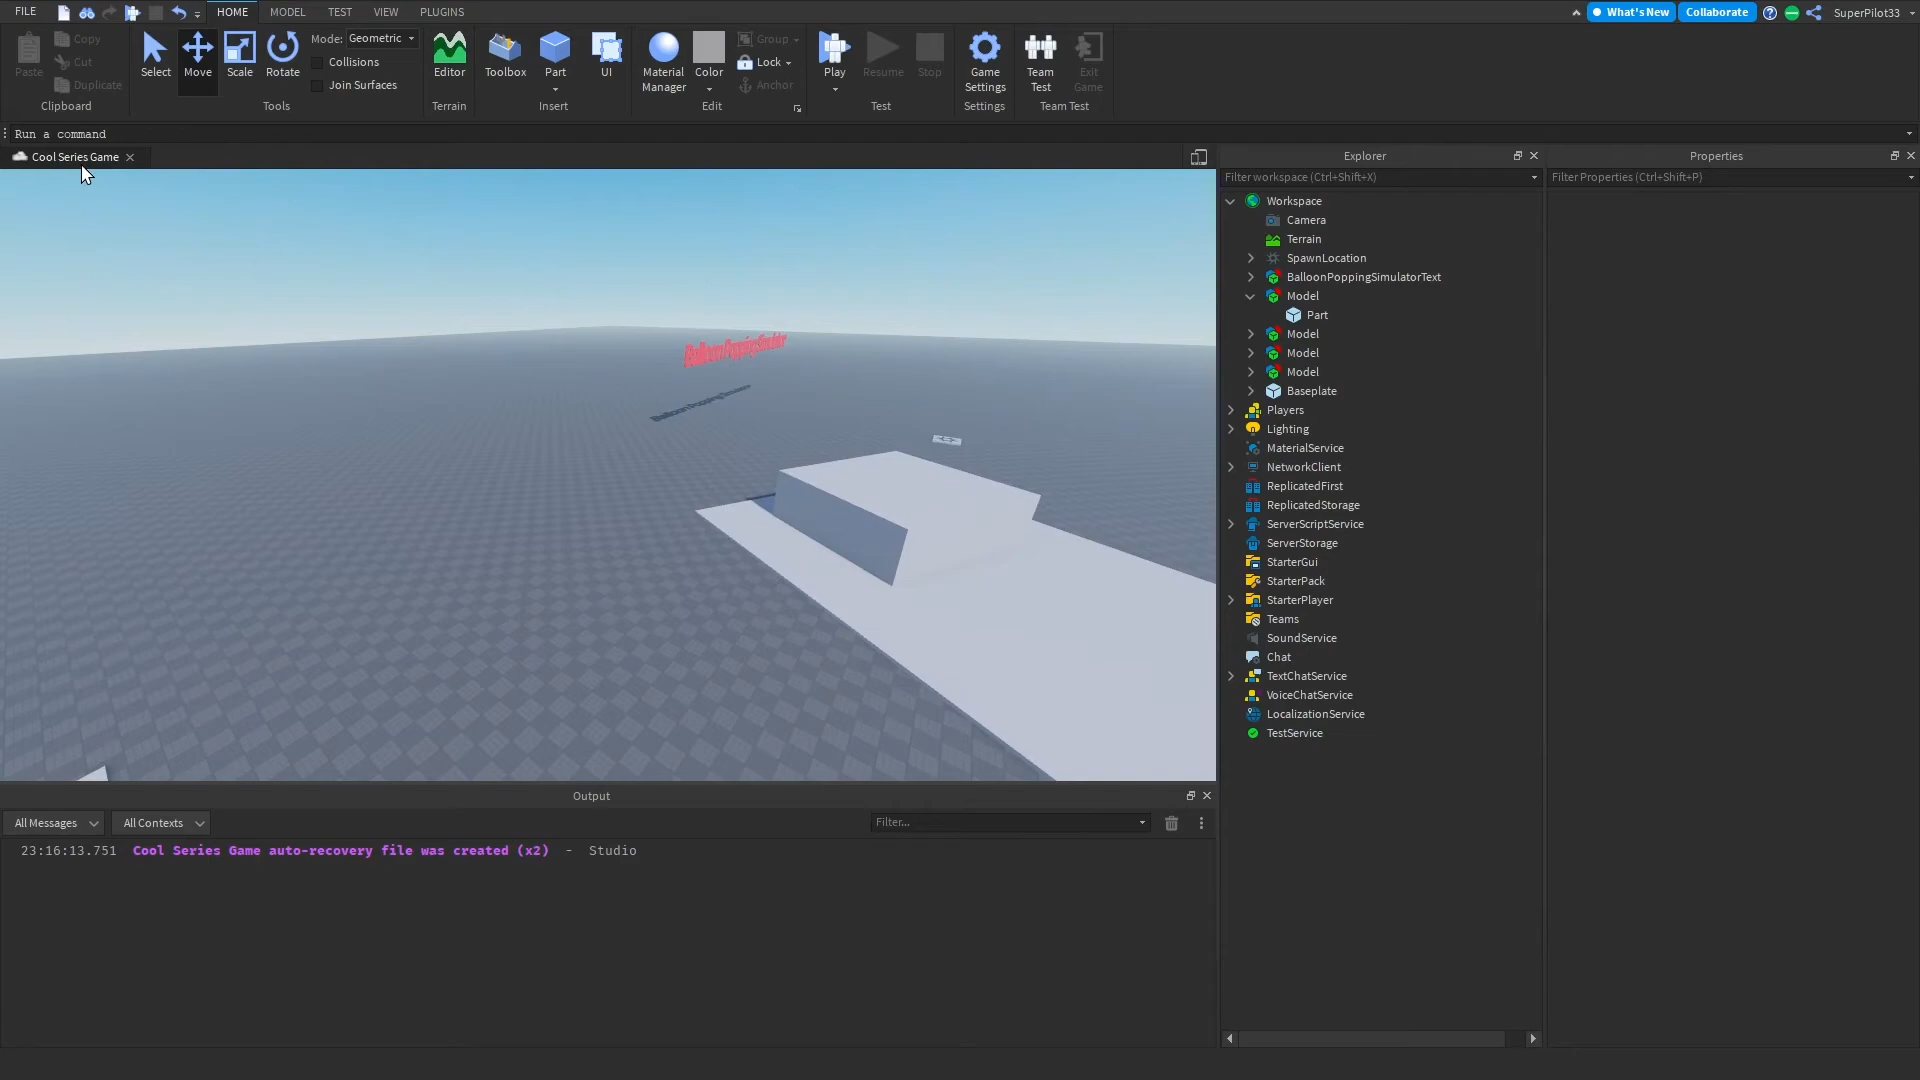 FILE
HOME
MODEL
TEST
VIEW
PLUGINS
What's New
Collaborate
SuperPilot33
Paste
Copy
Cut
Duplicate
Clipboard
Select
Move
Scale
Rotate
Mode: Geometric
Collisions
Join Surfaces
Tools
Editor
Terrain
Toolbox
Part
UI
Insert
Material
Manager
Color
Group
Lock
Anchor
Edit
Play
Resume
Stop
Test
Game
Settings
Settings
Team
Test
Exit
Game
Team Test
Run a command
Cool Series Game
BalloonPoppingSimulator
Explorer
Filter workspace (Ctrl+Shift+X)
Workspace
Camera
Terrain
SpawnLocation
BalloonPoppingSimulatorText
Model
Part
Model
Model
Model
Baseplate
Players
Lighting
MaterialService
NetworkClient
ReplicatedFirst
ReplicatedStorage
ServerScriptService
ServerStorage
StarterGui
StarterPack
StarterPlayer
Teams
SoundService
Chat
TextChatService
VoiceChatService
LocalizationService
TestService
Properties
Filter Properties (Ctrl+Shift+P)
Output
All Messages
All Contexts
Filter...
23:16:13.751 Cool Series Game auto-recovery file was created (x2) - Studio